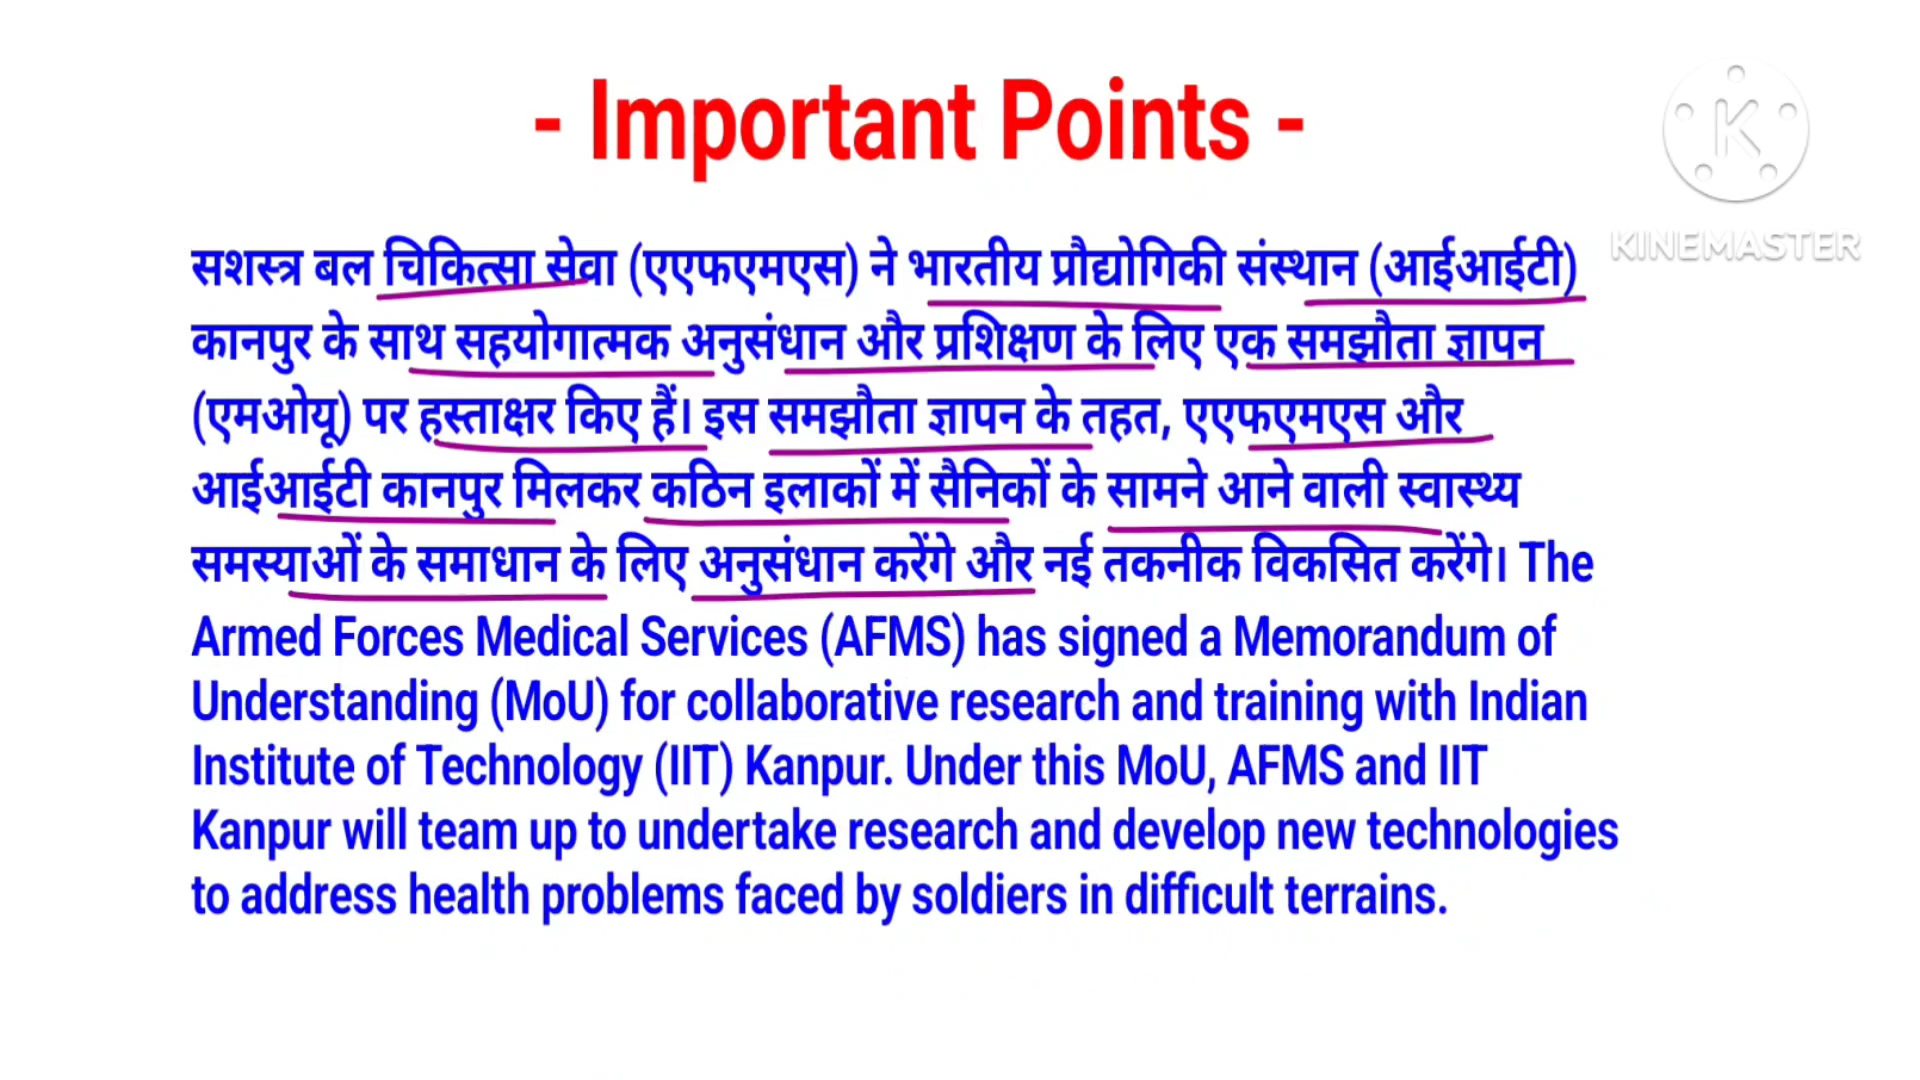 - Important Points -
KINEMASTER
सशस्त्र बल चिकित्सा सेवा (एएफएमएस) ने भारतीय प्रौद्योगिकी संस्थान (आईआईटी)
कानपुर के साथ सहयोगात्मक अनुसंधान और प्रशिक्षण के लिए एक समझौता ज्ञापन
(एमओयू) पर हस्ताक्षर किए हैं। इस समझौता ज्ञापन के तहत, एएफएमएस और
आईआईटी कानपुर मिलकर कठिन इलाकों में सैनिकों के सामने आने वाली स्वास्थ्य
समस्याओं के समाधान के लिए अनुसंधान करेंगे और नई तकनीक विकसित करेंगे। The
Armed Forces Medical Services (AFMS) has signed a Memorandum of
Understanding (MoU) for collaborative research and training with Indian
Institute of Technology (IIT) Kanpur. Under this MoU, AFMS and IIT
Kanpur will team up to undertake research and develop new technologies
to address health problems faced by soldiers in difficult terrains.